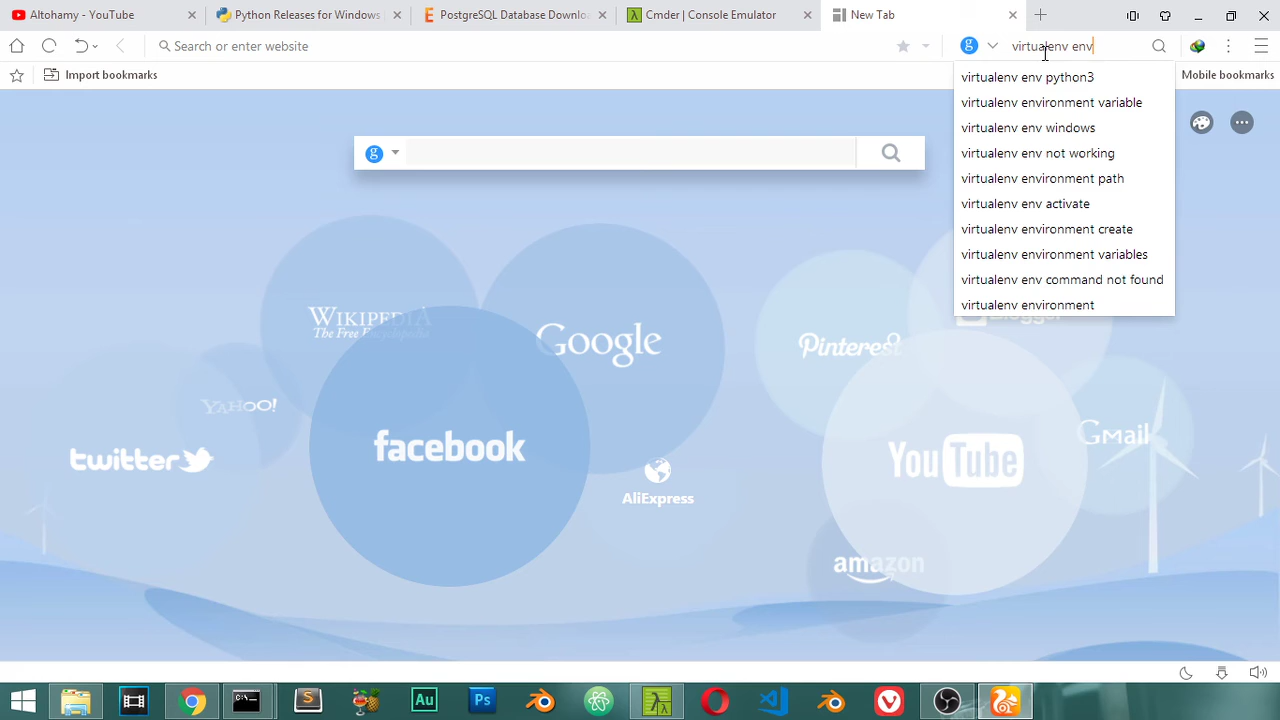 Altohamy - YouTube
Python Releases for Windows
PostgreSQL Database Downloa
Cmder | Console Emulator
New Tab
Search or enter website
virtualenv env
Import bookmarks
Mobile bookmarks
virtualenv env python3
virtualenv environment variable
virtualenv env windows
virtualenv env not working
virtualenv environment path
virtualenv env activate
virtualenv environment create
virtualenv environment variables
virtualenv env command not found
virtualenv environment
WIKIPEDIA
The Free Encyclopedia
Google
Pinterest
Blogger
YAHOO!
twitter
facebook
AliExpress
YouTube
Gmail
amazon
Au
Ps